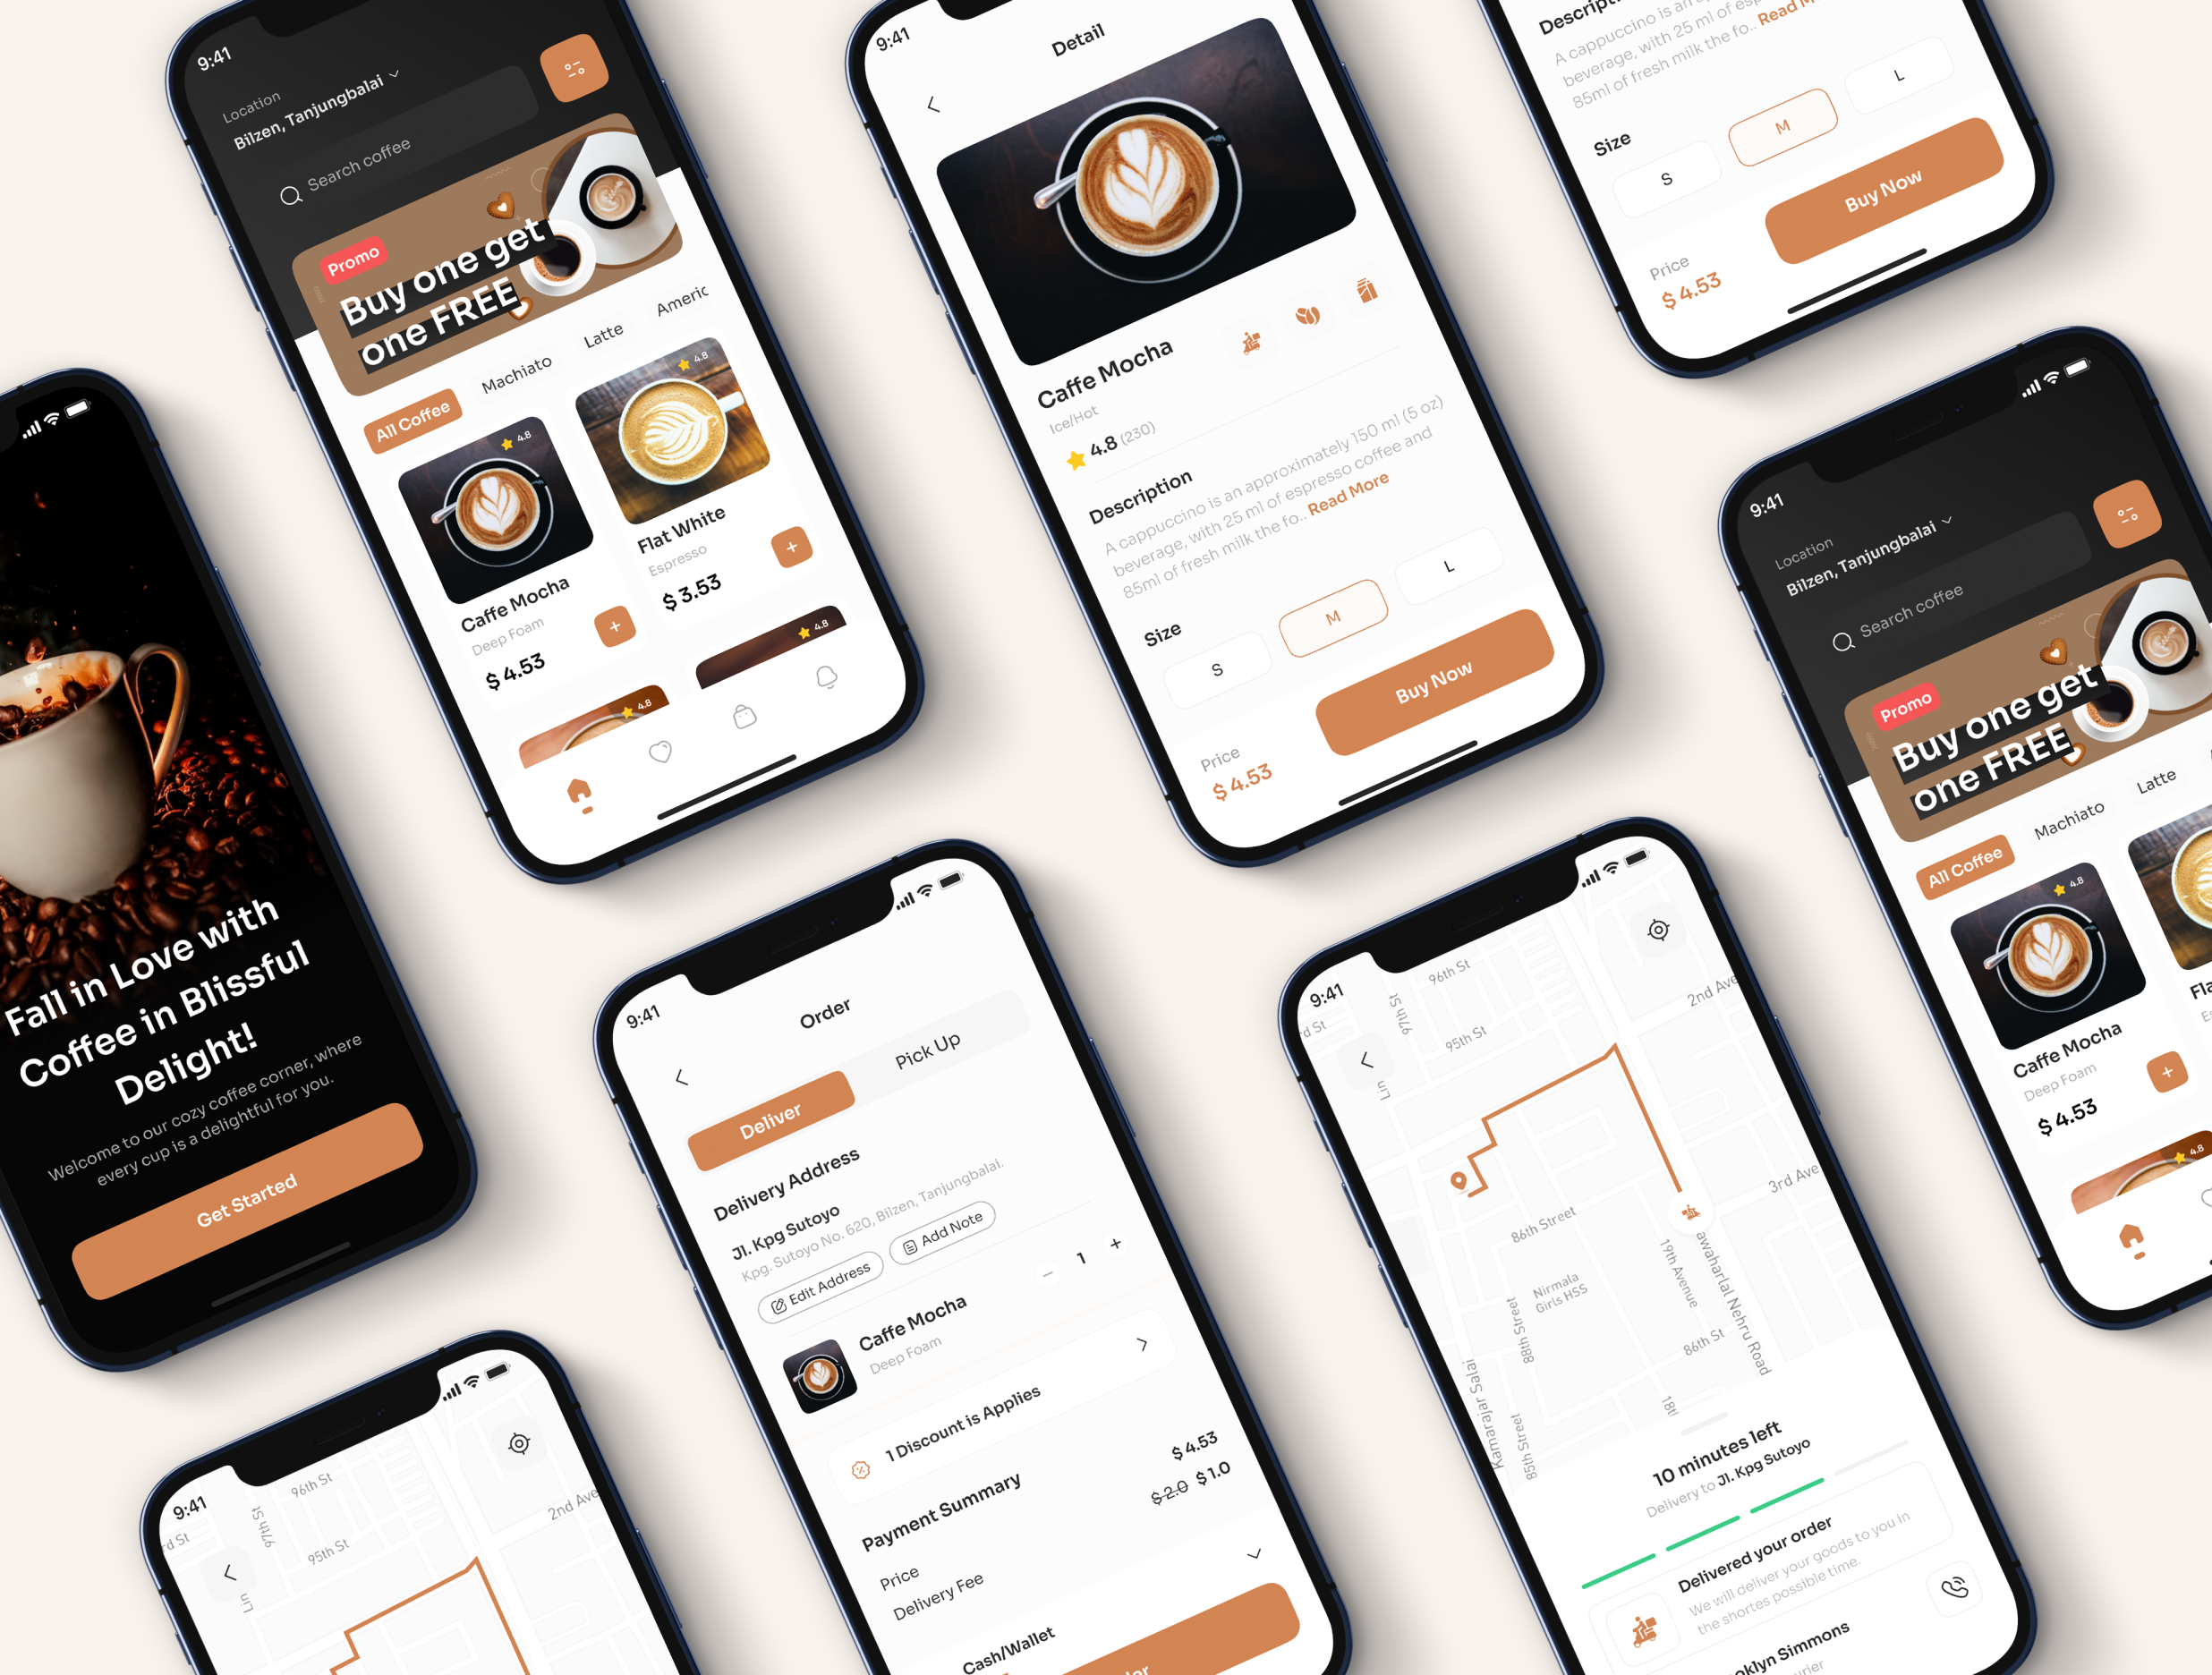 9:41
Location
Bilzen, Tanjungbalai
Search coffee
Promo
Buy one get
one FREE
All Coffee
Machiato
Latte
4.8
Caffe Mocha
Deep Foam
$ 4.53
4.8
Flat White
Espresso
$ 3.53
4.8
4.8
9:41
Detail
Caffe Mocha
Ice/Hot
4.8 (230)
Description
A cappuccino is an approximately 150 ml (5 oz)
beverage, with 25 ml of espresso coffee and
85ml of fresh milk the fo.. Read More
Size
S
M
L
Price
$ 4.53
Buy Now
A cappuccino is an
beverage, with 25 ml of
85ml of fresh milk the fo.. Read
Size
S
M
L
Price
$ 4.53
Buy Now
Fall in Love with
Coffee in Blissful
Delight!
Welcome to our cozy coffee corner, where
every cup is a delightful for you.
Get Started
9:41
Order
Deliver
Pick Up
Delivery Address
Jl. Kpg Sutoyo
Kpg. Sutoyo No. 620, Bilzen, Tanjungbalai.
Edit Address
Add Note
Caffe Mocha
Deep Foam
1
1 Discount is Applies
Payment Summary
Price
$ 4.53
Delivery Fee
$ 2.0 $ 1.0
Cash/Wallet
9:41
96th St
97th St
rd St
95th St
2nd Ave
Lin
3rd Ave
86th Street
19th Avenue
Nirmala
Girls HSS
awaharlal Nehru Road
88th Street
86th St
Kamarajar Salai
85th Street
10 minutes left
Delivery to Jl. Kpg Sutoyo
Delivered your order
We will deliver your goods to you in
the shortes possible time.
oklyn Simmons
9:41
Location
Bilzen, Tanjungbalai
Search coffee
Promo
Buy one get
one FREE
All Coffee
Machiato
Latte
4.8
Caffe Mocha
Deep Foam
$ 4.53
4.8
9:41
96th St
97th St
rd St
95th St
2nd Ave
Lin